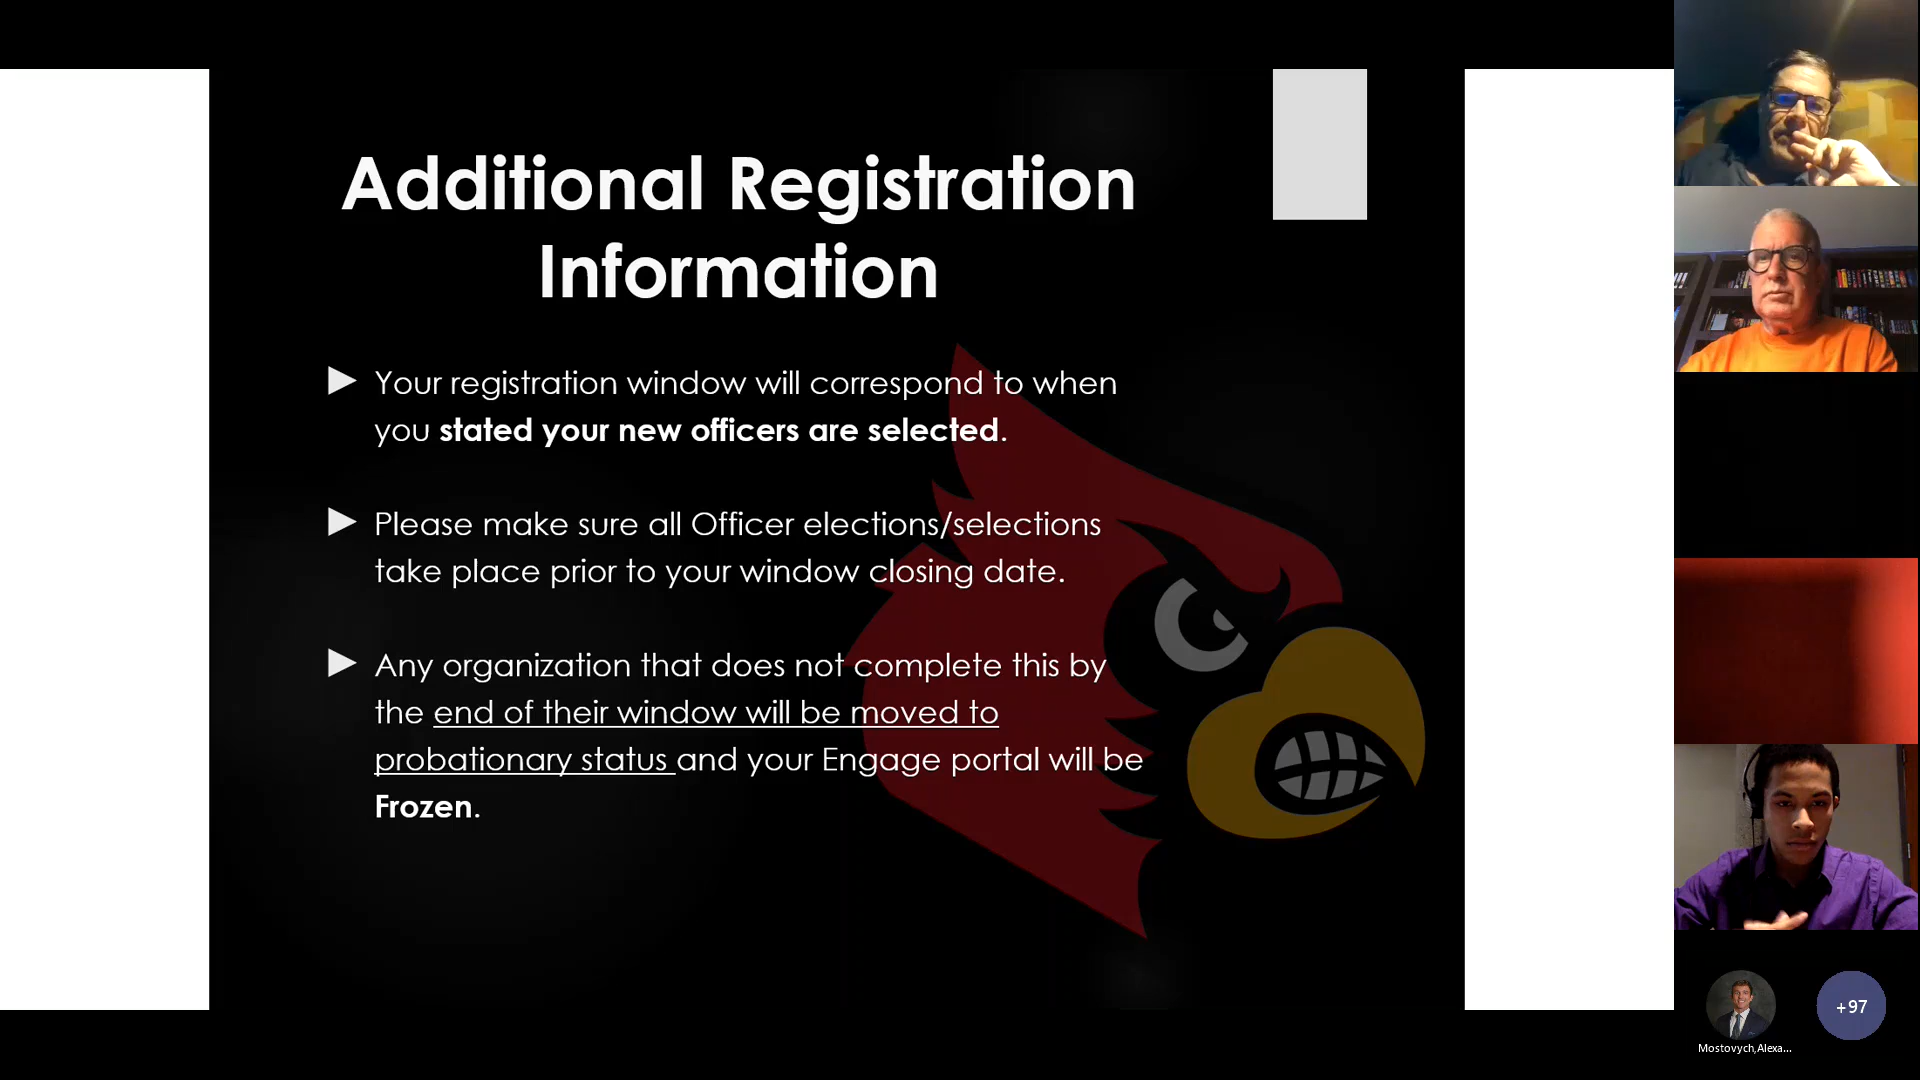 Additional Registration
Information
Your registration window will correspond to when
you stated your new officers are selected.
Please make sure all Officer elections/selections
take place prior to your window closing date.
Any organization that does not complete this by
the end of their window will be moved to
probationary status and your Engage portal will be
Frozen.
+97
Mostovych,Alexa...